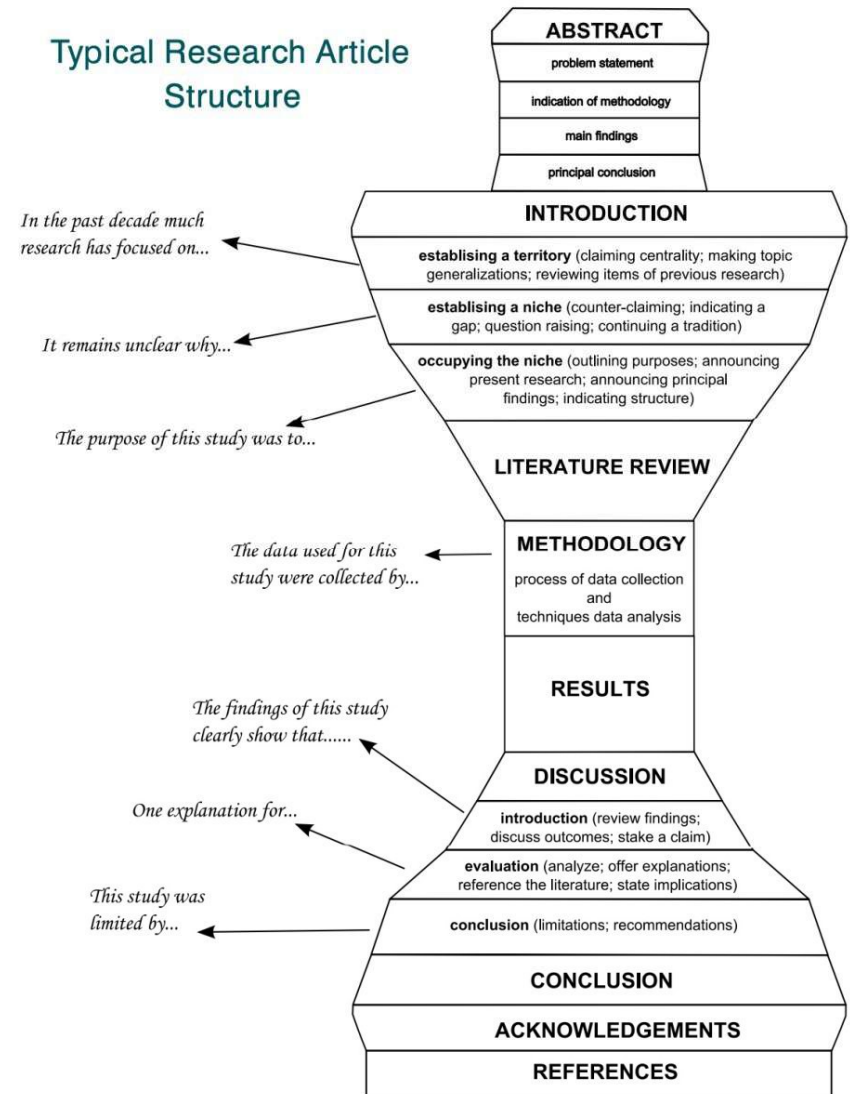 Typical Research Article
Structure
ABSTRACT
problem statement
indication of methodology
main findings
principal conclusion
INTRODUCTION
In the past decade much
research has focused on...
establising a territory (claiming centrality; making topic
generalizations; reviewing items of previous research)
establising a niche (counter-claiming; indicating a
gap; question raising; continuing a tradition)
It remains unclear why...
occupying the niche (outlining purposes; announcing
present research; announcing principal
findings; indicating structure)
The purpose of this study was to...
LITERATURE REVIEW
METHODOLOGY
The data used for this
study were collected by...
process of data collection
and
techniques data analysis
RESULTS
The findings of this study
clearly show that......
DISCUSSION
One explanation for...
introduction (review findings;
discuss outcomes; stake a claim)
evaluation (analyze; offer explanations;
reference the literature; state implications)
This study was
limited by...
conclusion (limitations; recommendations)
CONCLUSION
ACKNOWLEDGEMENTS
REFERENCES